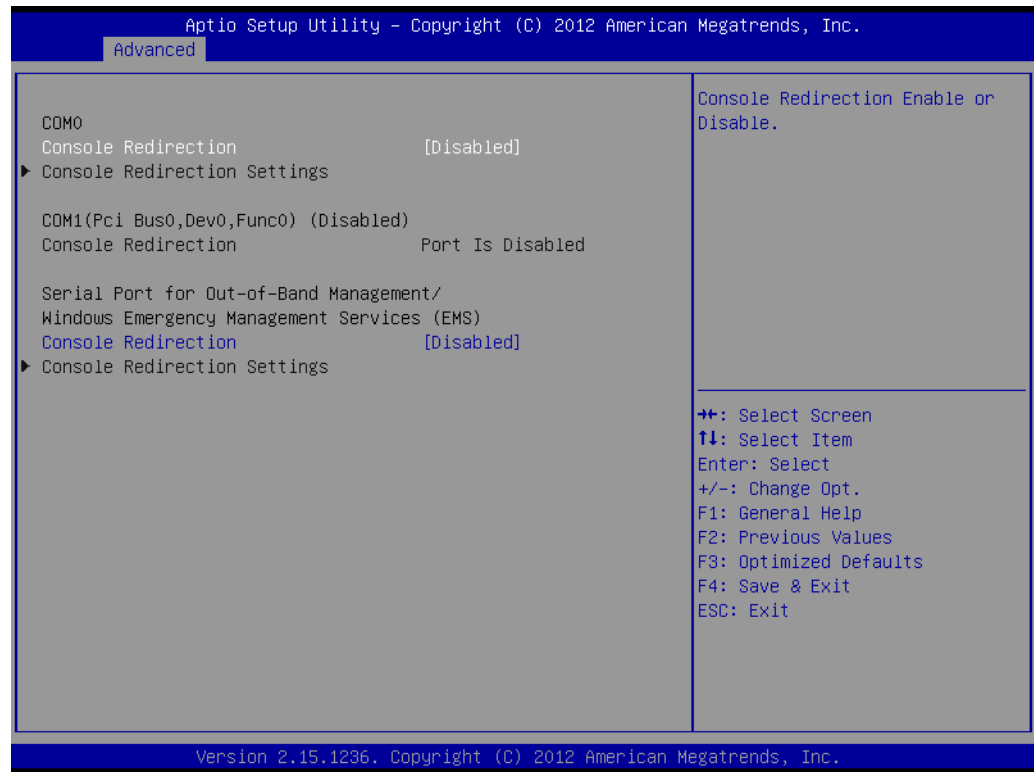 Aptio Setup Utility – Copyright (C) 2012 American Megatrends, Inc.
Advanced
COM0
Console Redirection [Disabled]
▶ Console Redirection Settings
COM1(Pci Bus0,Dev0,Func0) (Disabled)
Console Redirection Port Is Disabled
Serial Port for Out-of-Band Management/
Windows Emergency Management Services (EMS)
Console Redirection [Disabled]
▶ Console Redirection Settings
Console Redirection Enable or
Disable.
→←: Select Screen
↑↓: Select Item
Enter: Select
+/-: Change Opt.
F1: General Help
F2: Previous Values
F3: Optimized Defaults
F4: Save & Exit
ESC: Exit
Version 2.15.1236. Copyright (C) 2012 American Megatrends, Inc.